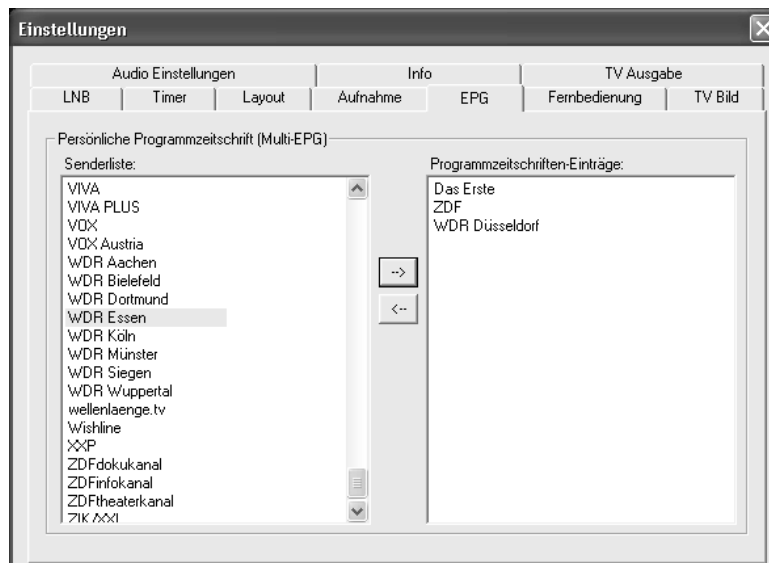 Einstellungen
Audio Einstellungen Info TV Ausgabe
LNB Timer Layout Aufnahme EPG Fernbedienung TV Bild
Persönliche Programmzeitschrift (Multi-EPG)
Senderliste:
VIVA
VIVA PLUS
VOX
VOX Austria
WDR Aachen
WDR Bielefeld
WDR Dortmund
WDR Essen
WDR Köln
WDR Münster
WDR Siegen
WDR Wuppertal
wellenlaenge.tv
Wishline
XXP
ZDFdokukanal
ZDFinfokanal
ZDFtheaterkanal
-->
<--
Programmzeitschriften-Einträge:
Das Erste
ZDF
WDR Düsseldorf